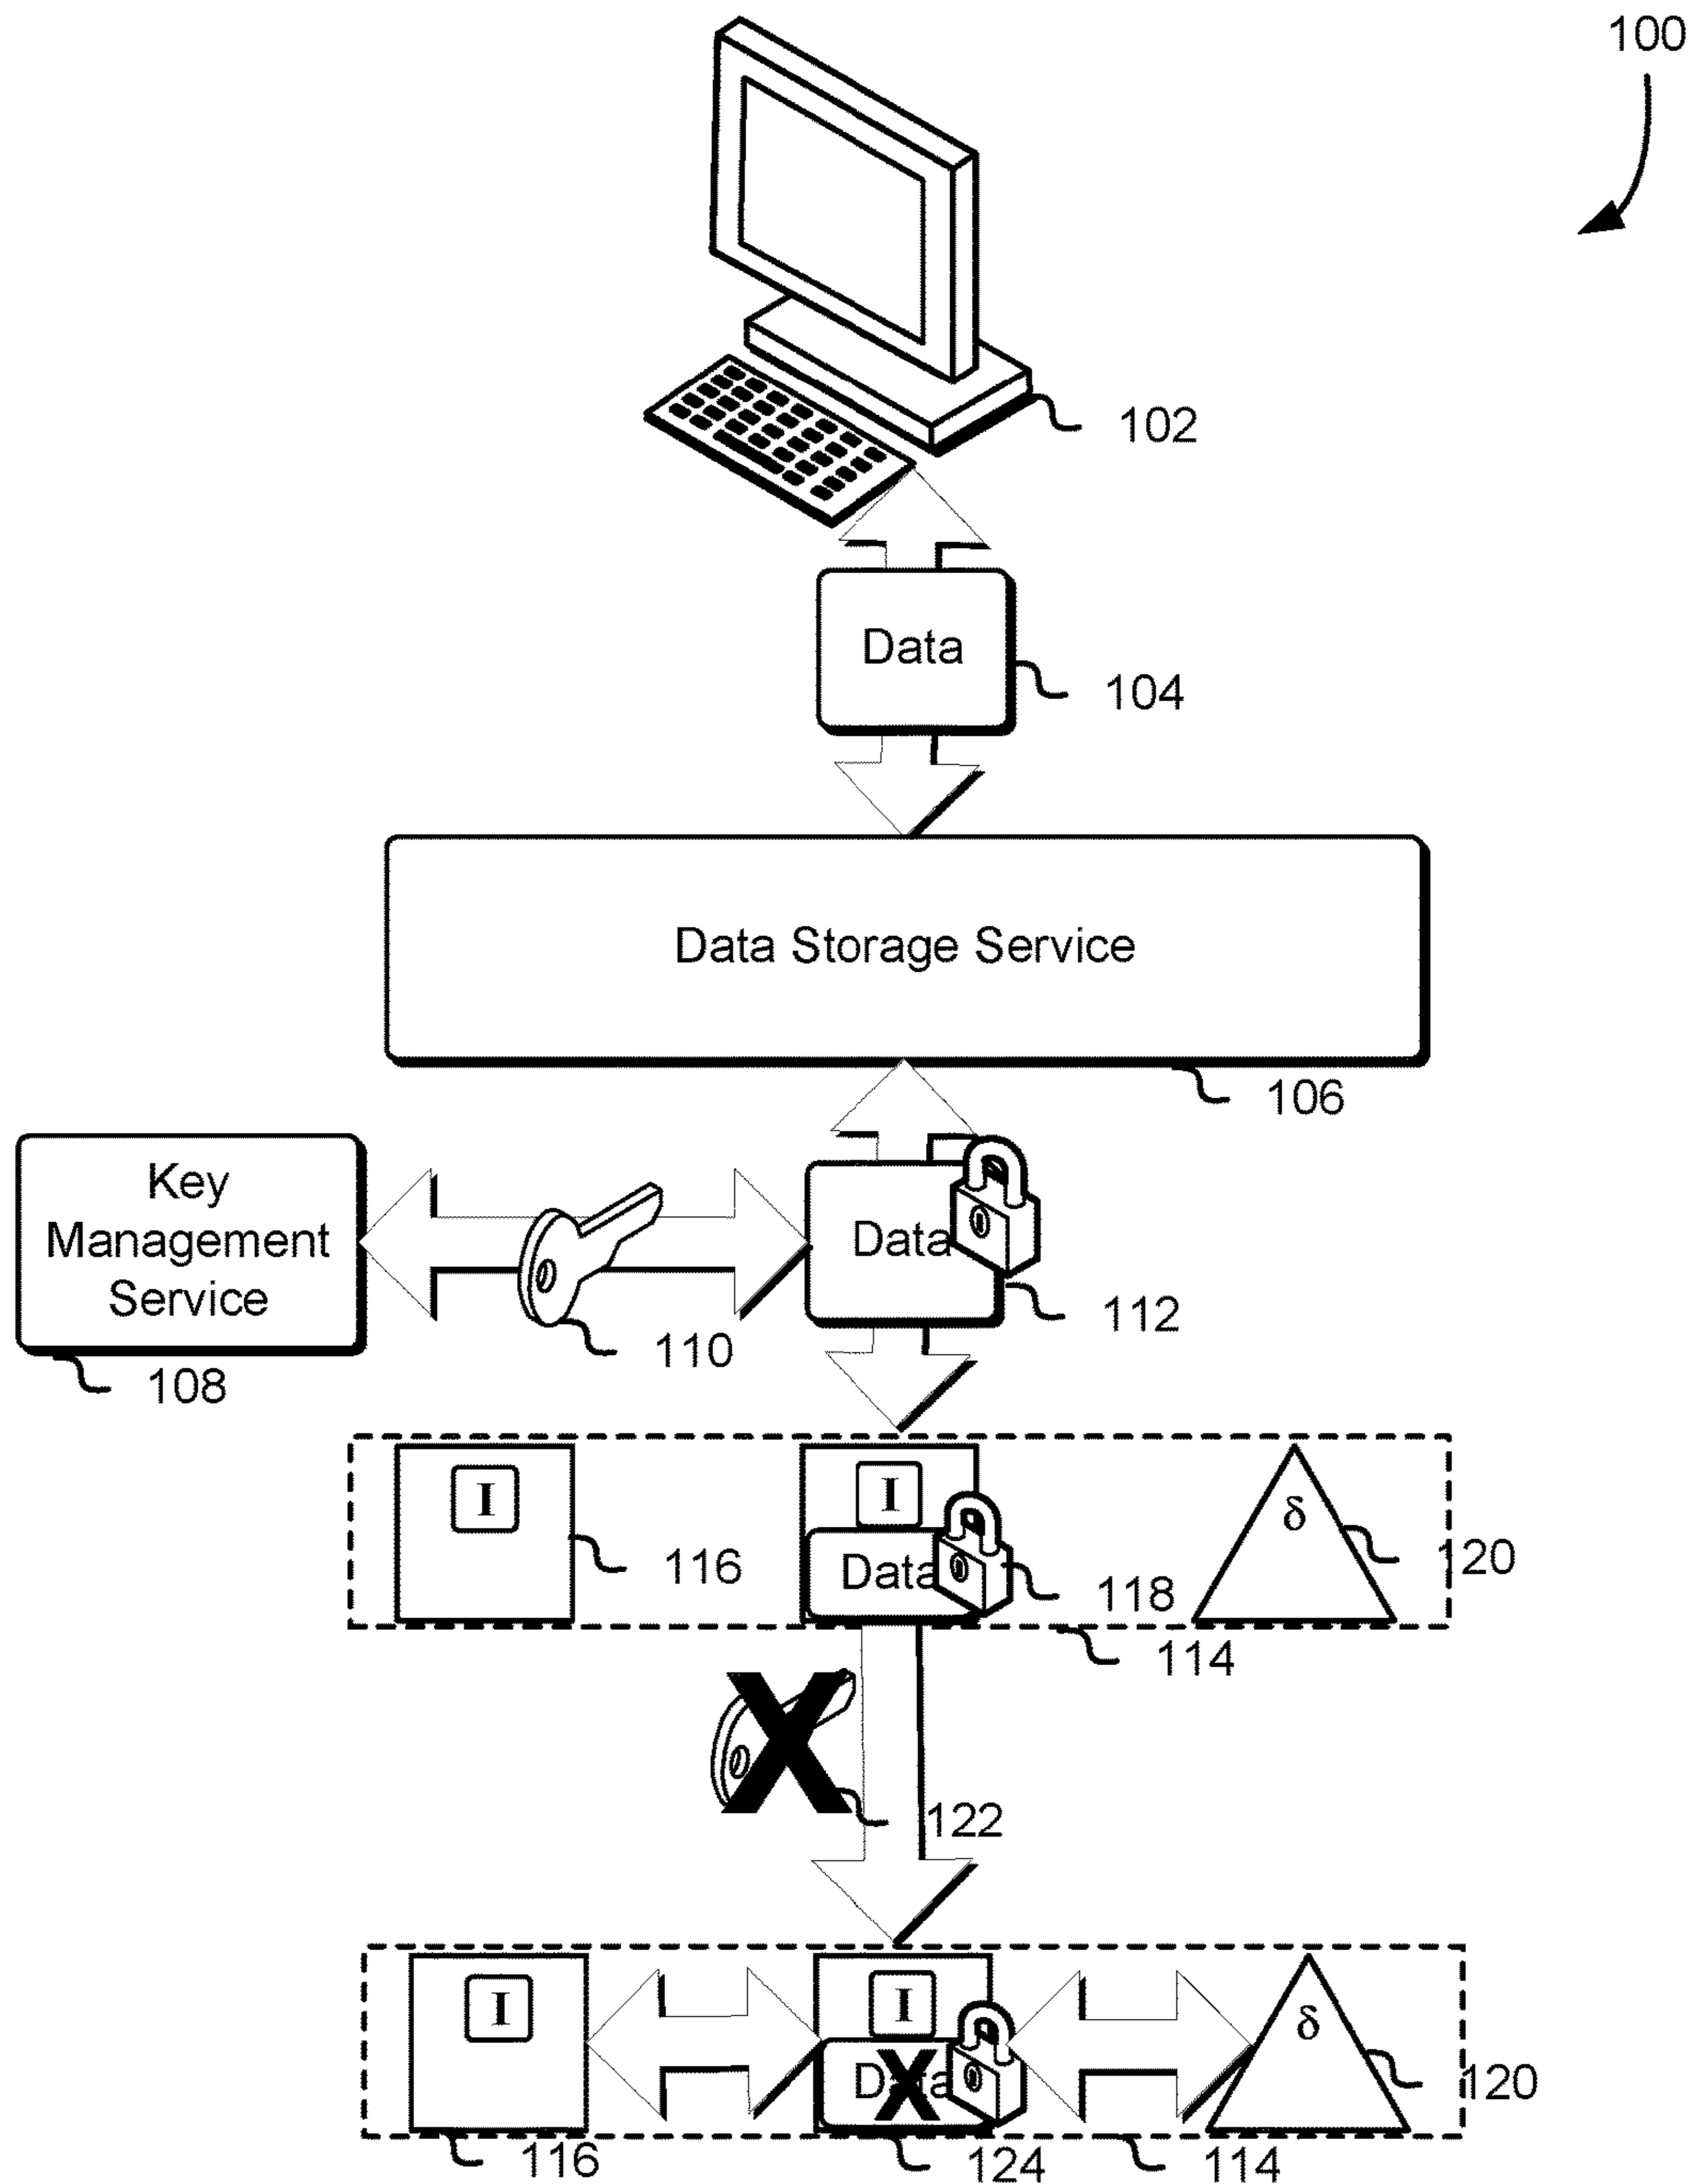 100
102
Data
104
Data Storage Service
106
Key
Management
Service
108
110
Data
112
I
116
I
Data
118
δ
120
114
122
I
116
I
Data
X
124
δ
120
114